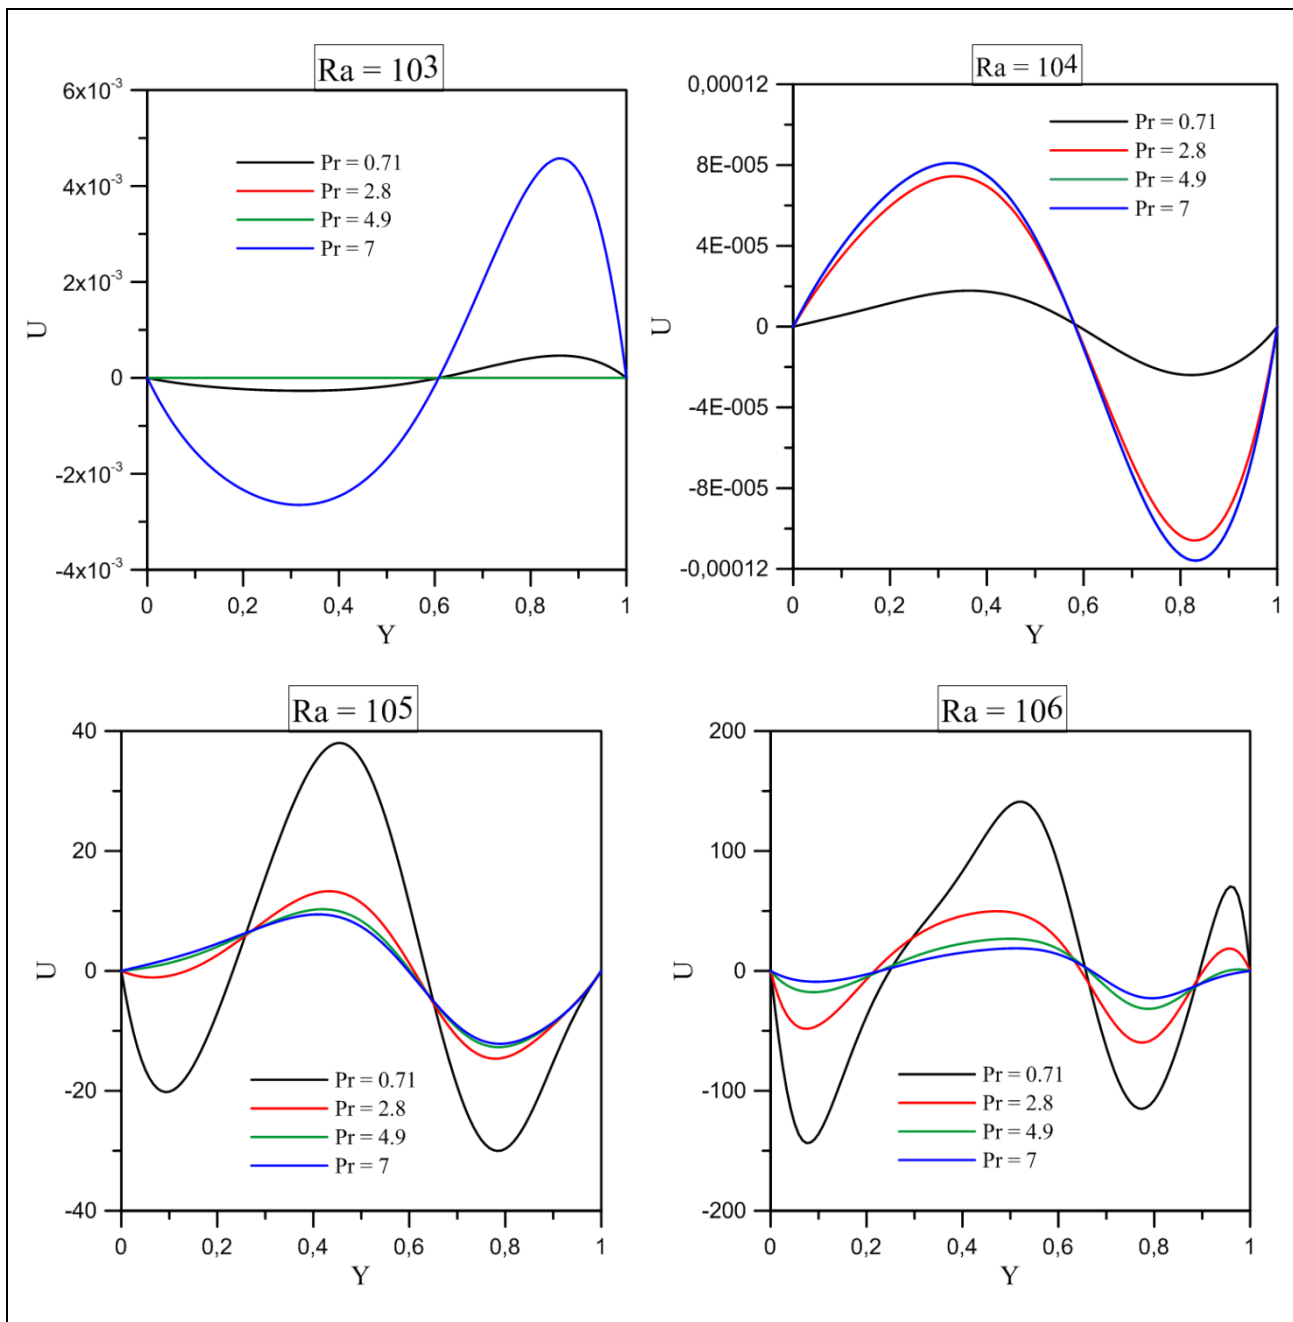 Ra = 10³
6x10⁻³
4x10⁻³
2x10⁻³
0
-2x10⁻³
-4x10⁻³
U
Pr = 0.71
Pr = 2.8
Pr = 4.9
Pr = 7
0 0,2 0,4 0,6 0,8 1
Y
Ra = 10⁴
0,00012
8E-005
4E-005
0
-4E-005
-8E-005
-0,00012
U
Pr = 0.71
Pr = 2.8
Pr = 4.9
Pr = 7
0 0,2 0,4 0,6 0,8 1
Y
Ra = 10⁵
40
20
0
-20
-40
U
Pr = 0.71
Pr = 2.8
Pr = 4.9
Pr = 7
0 0,2 0,4 0,6 0,8 1
Y
Ra = 10⁶
200
100
0
-100
-200
U
Pr = 0.71
Pr = 2.8
Pr = 4.9
Pr = 7
0 0,2 0,4 0,6 0,8 1
Y